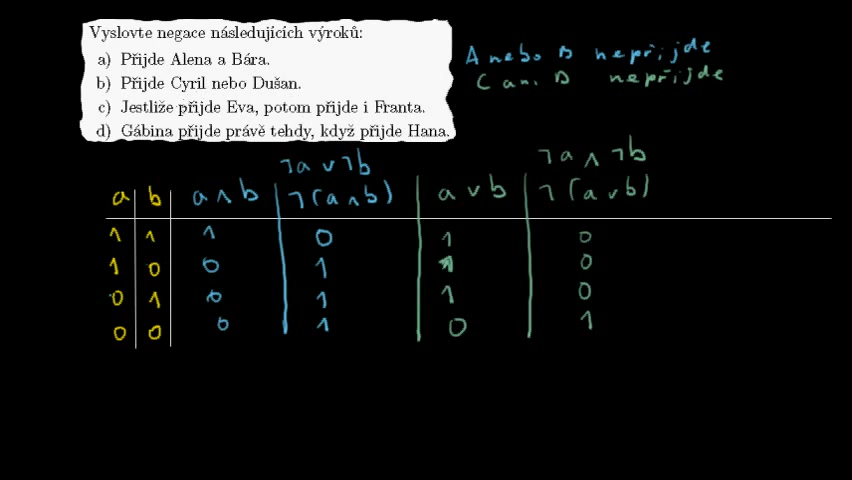 Vyslovte negace následujících výroků:
a) Přijde Alena a Bára.
b) Přijde Cyril nebo Dušan.
c) Jestliže přijde Eva, potom přijde i Franta.
d) Gábina přijde právě tehdy, když přijde Hana.
A nebo B nepřijde
C ani D nepřijde
¬a ∨ ¬b ¬a ∧ ¬b
a b a ∧ b ¬(a ∧ b) a ∨ b ¬(a ∨ b)
1 1 1 0 1 0
1 0 0 1 1 0
0 1 0 1 1 0
0 0 0 1 0 1